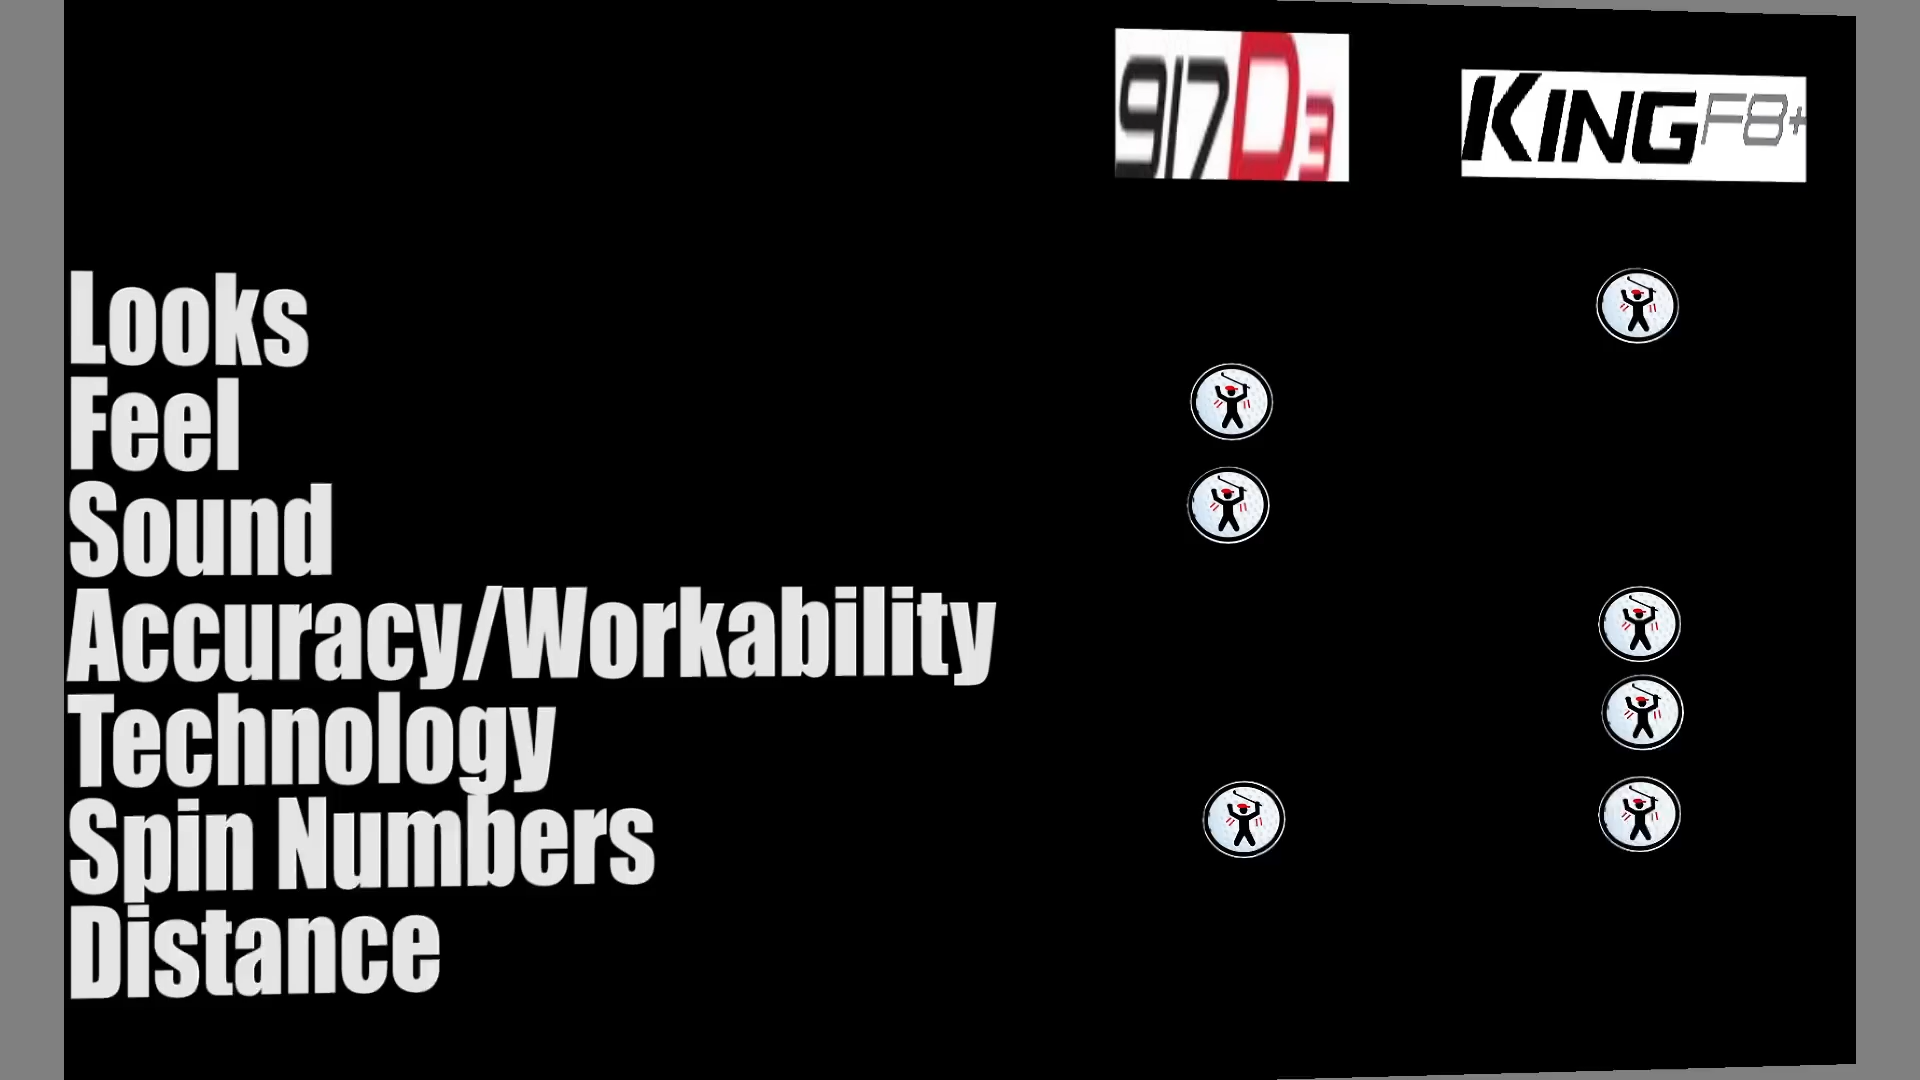 917D3
KING F8+
Looks
Feel
Sound
Accuracy/Workability
Technology
Spin Numbers
Distance